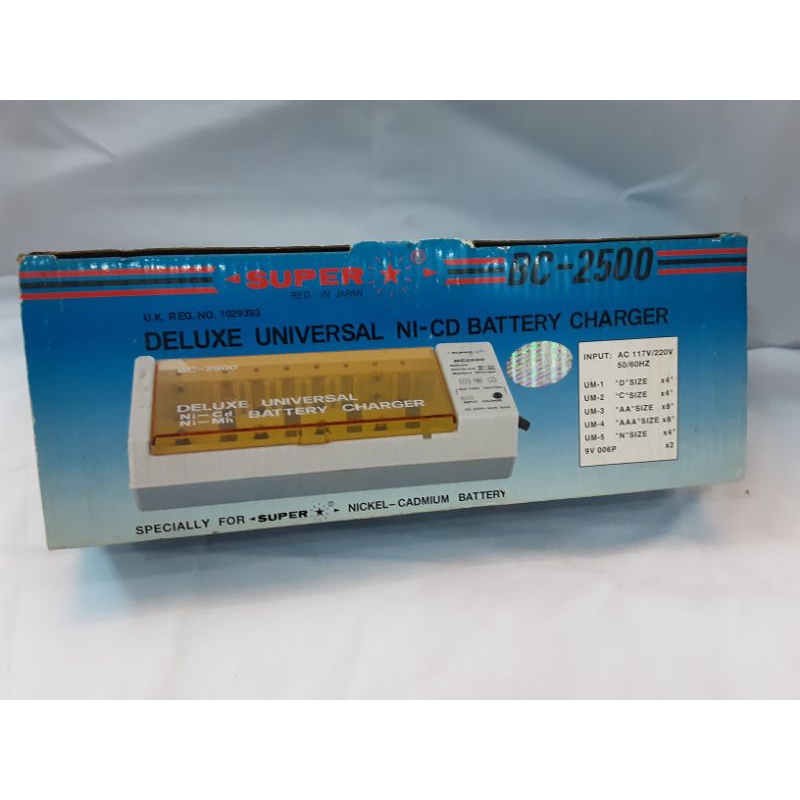 SUPER ★ ®
BC-2500
REG. IN JAPAN
U.K. REG. NO. 1029393
DELUXE UNIVERSAL NI-CD BATTERY CHARGER
BC-2500
DELUXE UNIVERSAL
Ni-Cd
Ni-Mh BATTERY CHARGER
INPUT: AC 117V/220V
50/60HZ
UM-1 "D"SIZE x4"
UM-2 "C"SIZE x4"
UM-3 "AA"SIZE x8"
UM-4 "AAA"SIZE x8"
UM-5 "N"SIZE x4"
9V 006P x2
SPECIALLY FOR SUPER ★ ® NICKEL-CADMIUM BATTERY